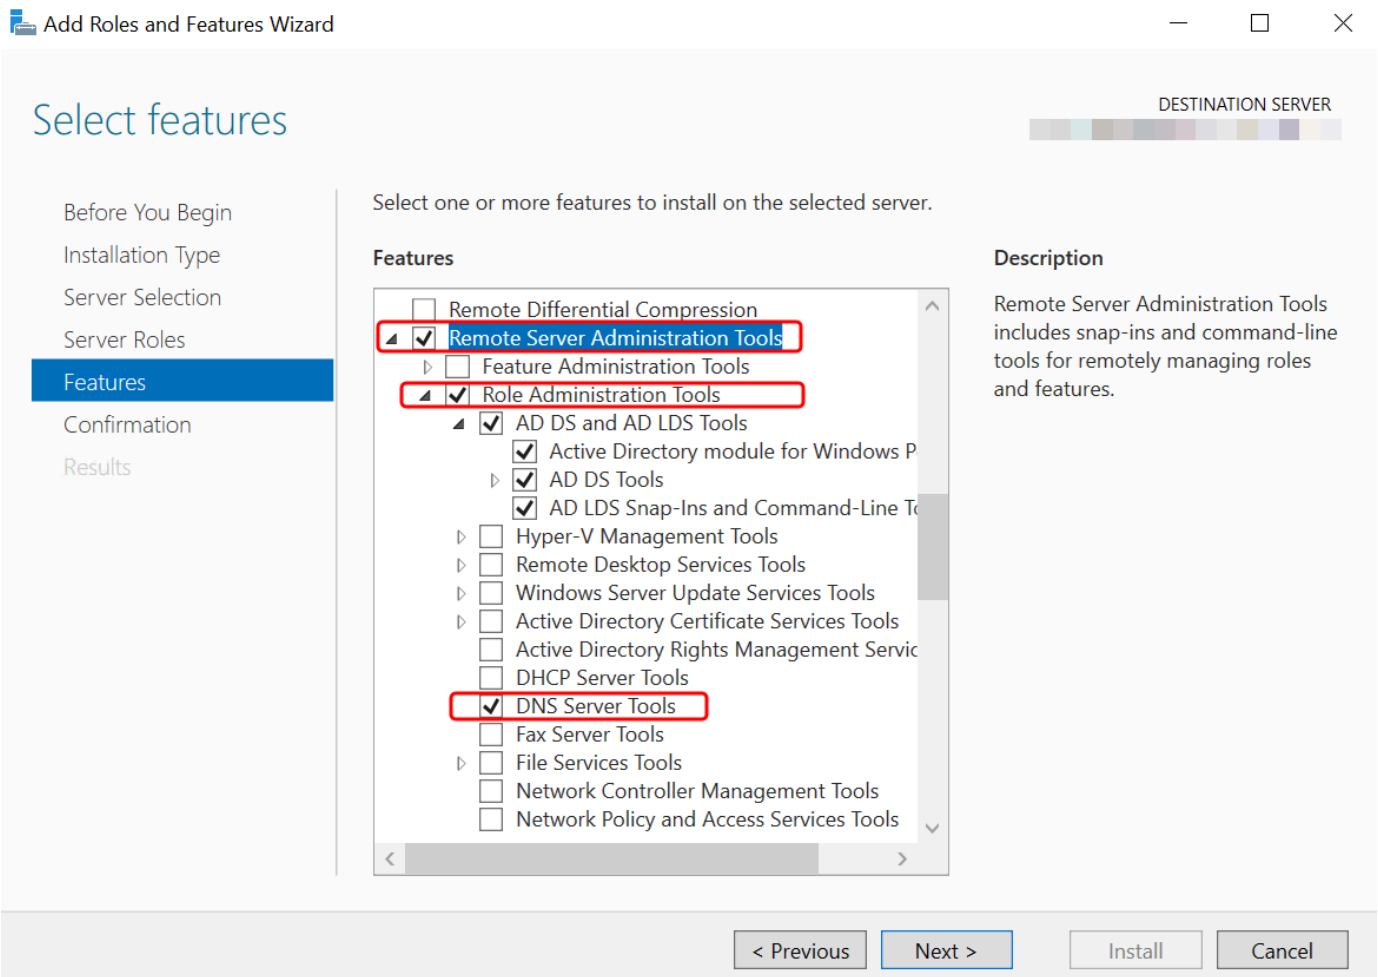 Add Roles and Features Wizard
Select features
DESTINATION SERVER
Before You Begin
Installation Type
Server Selection
Server Roles
Features
Confirmation
Results
Select one or more features to install on the selected server.
Features
Remote Differential Compression
Remote Server Administration Tools
Feature Administration Tools
Role Administration Tools
AD DS and AD LDS Tools
Active Directory module for Windows P
AD DS Tools
AD LDS Snap-Ins and Command-Line To
Hyper-V Management Tools
Remote Desktop Services Tools
Windows Server Update Services Tools
Active Directory Certificate Services Tools
Active Directory Rights Management Servic
DHCP Server Tools
DNS Server Tools
Fax Server Tools
File Services Tools
Network Controller Management Tools
Network Policy and Access Services Tools
Description
Remote Server Administration Tools
includes snap-ins and command-line
tools for remotely managing roles
and features.
< Previous
Next >
Install
Cancel